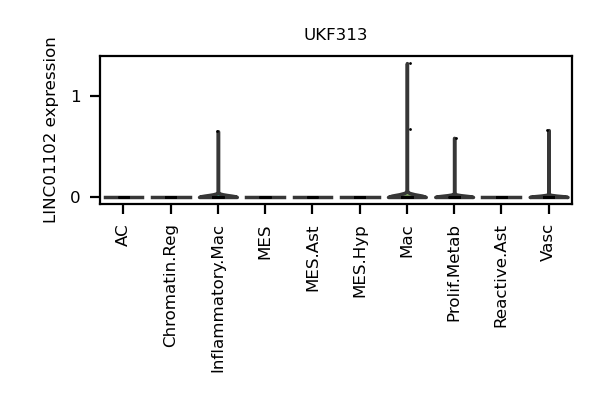 UKF313
LINC01102 expression
1
0
AC
Chromatin.Reg
Inflammatory.Mac
MES
MES.Ast
MES.Hyp
Mac
Prolif.Metab
Reactive.Ast
Vasc